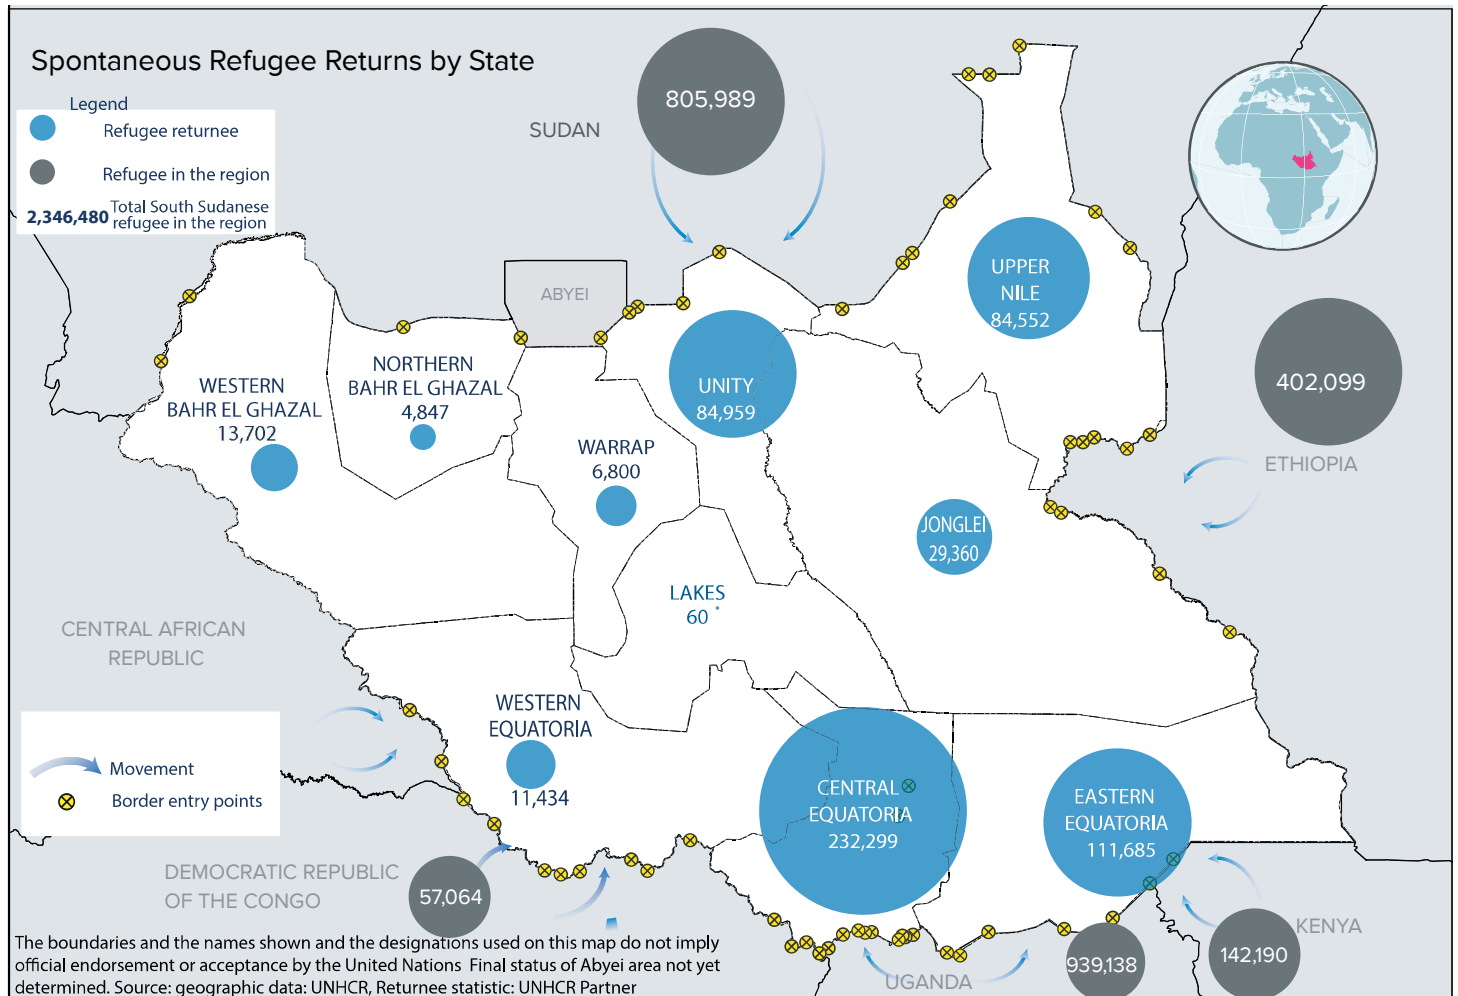 Spontaneous Refugee Returns by State
Legend
Refugee returnee
Refugee in the region
2,346,480 Total South Sudanese
refugee in the region
SUDAN
805,989
ABYEI
UPPER
NILE
84,552
402,099
ETHIOPIA
NORTHERN
BAHR EL GHAZAL
4,847
WESTERN
BAHR EL GHAZAL
13,702
UNITY
84,959
WARRAP
6,800
JONGLEI
29,360
LAKES
60
CENTRAL AFRICAN
REPUBLIC
WESTERN
EQUATORIA
11,434
CENTRAL
EQUATORIA
232,299
EASTERN
EQUATORIA
111,685
Movement
Border entry points
DEMOCRATIC REPUBLIC
OF THE CONGO
57,064
UGANDA
939,138
142,190
KENYA
The boundaries and the names shown and the designations used on this map do not imply
official endorsement or acceptance by the United Nations Final status of Abyei area not yet
determined. Source: geographic data: UNHCR, Returnee statistic: UNHCR Partner